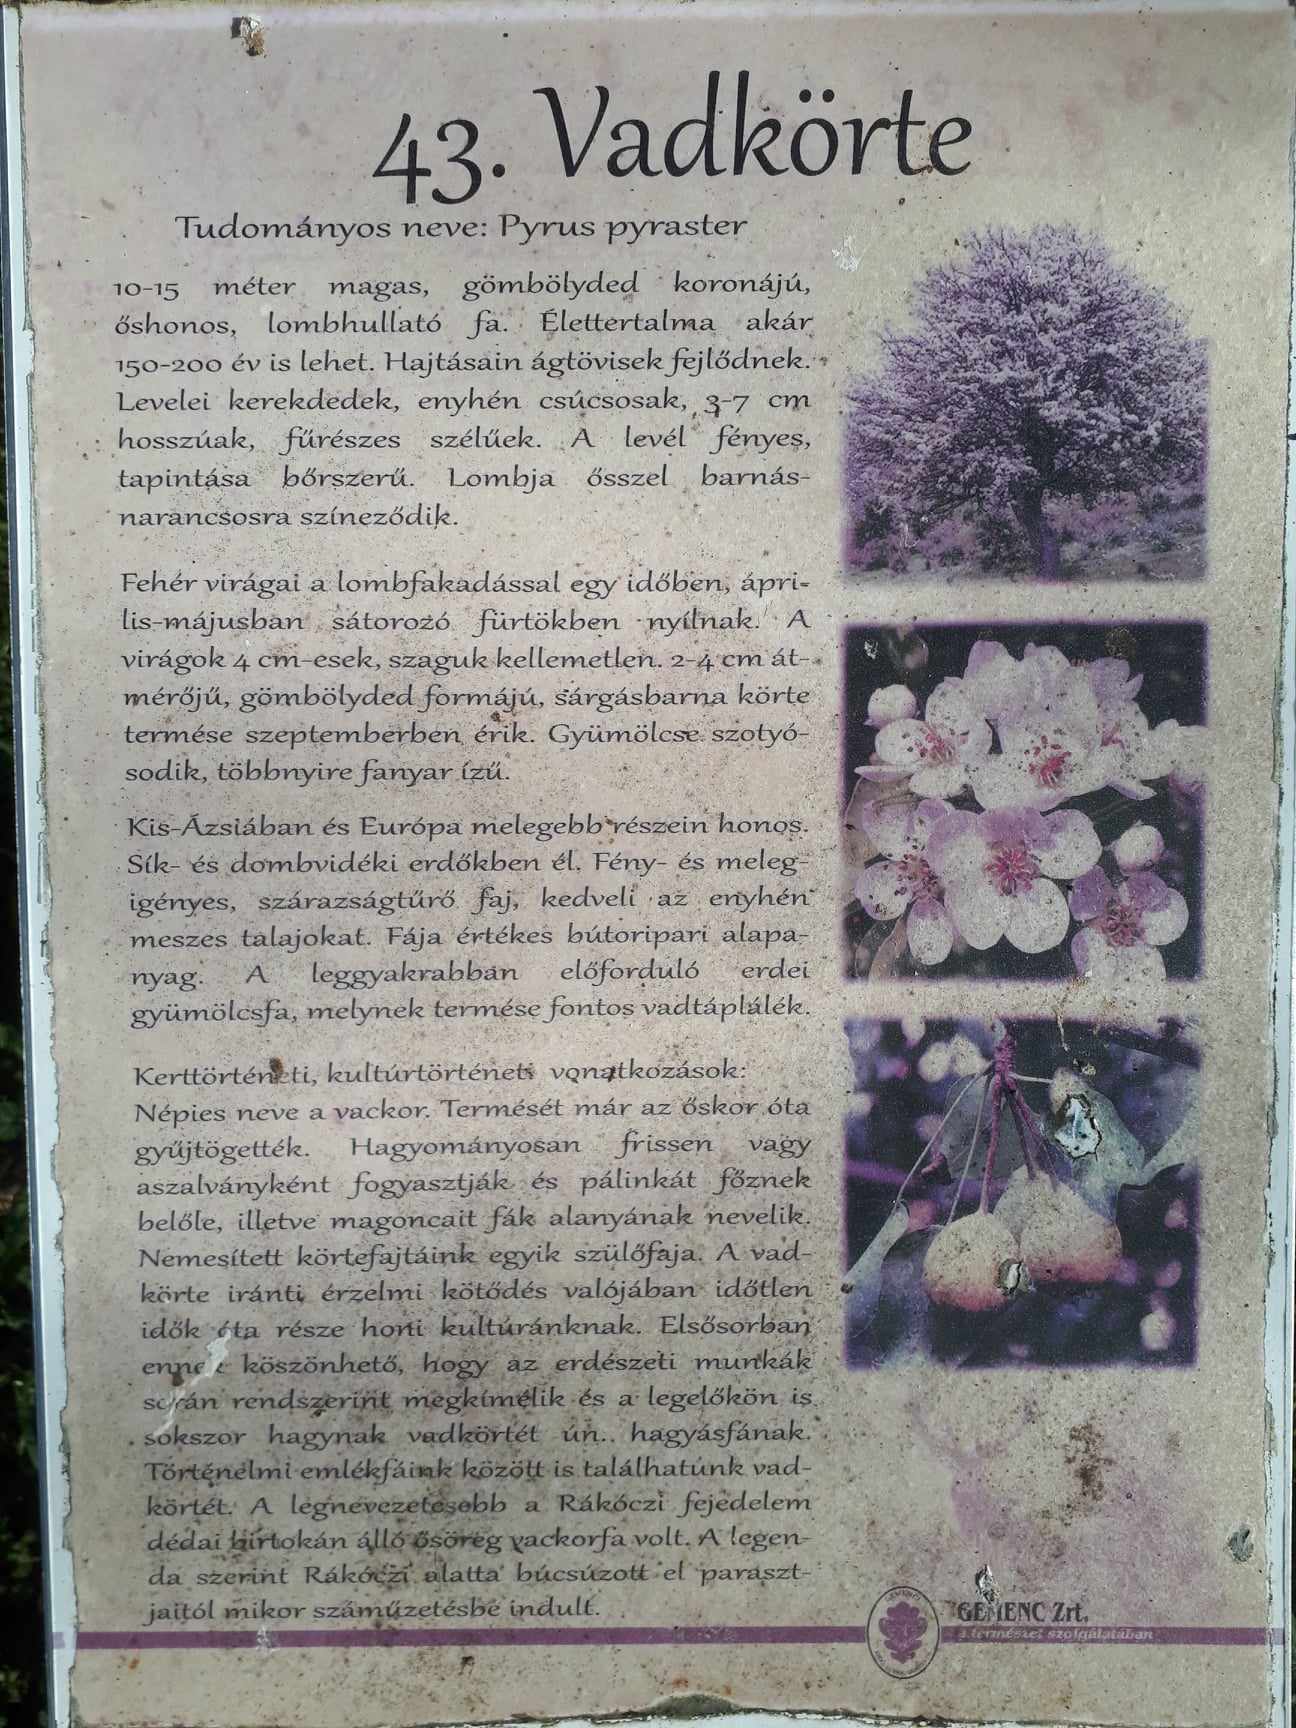 43. Vadkörte
Tudományos neve: Pyrus pyraster
10-15 méter magas, gömbölyded koronájú,
őshonos, lombhullató fa. Élettertalma akár
150-200 év is lehet. Hajtásain ágtövisek fejlődnek.
Levelei kerekdedek, enyhén csúcsosak, 3-7 cm
hosszúak, fűrészes szélűek. A levél fényes,
tapintása bőrszerű. Lombja ősszel barnás-
narancsosra színeződik.
Fehér virágai a lombfakadással egy időben, ápri-
lis-májusban sátorozó fürtökben nyílnak. A
virágok 4 cm-esek, szaguk kellemetlen. 2-4 cm át-
mérőjű, gömbölyded formájú, sárgásbarna körte
termése szeptemberben érik. Gyümölcse szotyó-
sodik, többnyire fanyar ízű.
Kis-Ázsiában és Európa melegebb részein honos.
Sík- és dombvidéki erdőkben él. Fény- és meleg-
igényes, szárazságtűrő faj, kedveli az enyhén
meszes talajokat. Fája értékes bútoripari alapa-
nyag. A leggyakrabban előforduló erdei
gyümölcsfa, melynek termése fontos vadtáplálék.
Kerttörténeti, kultúrtörténeti vonatkozások:
Népies neve a vackor. Termését már az őskor óta
gyűjtögették. Hagyományosan frissen vagy
aszalványként fogyasztják és pálinkát főznek
belőle, illetve magoncait fák alanyának nevelik.
Nemesített körtefajtáink egyik szülőfaja. A vad-
körte iránti érzelmi kötődés valójában időtlen
idők óta része honi kultúránknak. Elsősorban
ennek köszönhető, hogy az erdészeti munkák
során rendszerint megkímélik és a legelőkön is
sokszor hagynak vadkörtét ún.. hagyásfának.
Történelmi emlékfáink között is találhatunk vad-
körtét. A legnevezetesebb a Rákóczi fejedelem
dédai birtokán álló ősöreg vackorfa volt. A legen-
da szerint Rákóczi alatta búcsúzott el paraszt-
jaitól mikor száműzetésbe indult.
GEMENC Zrt.
a természet szolgálatában